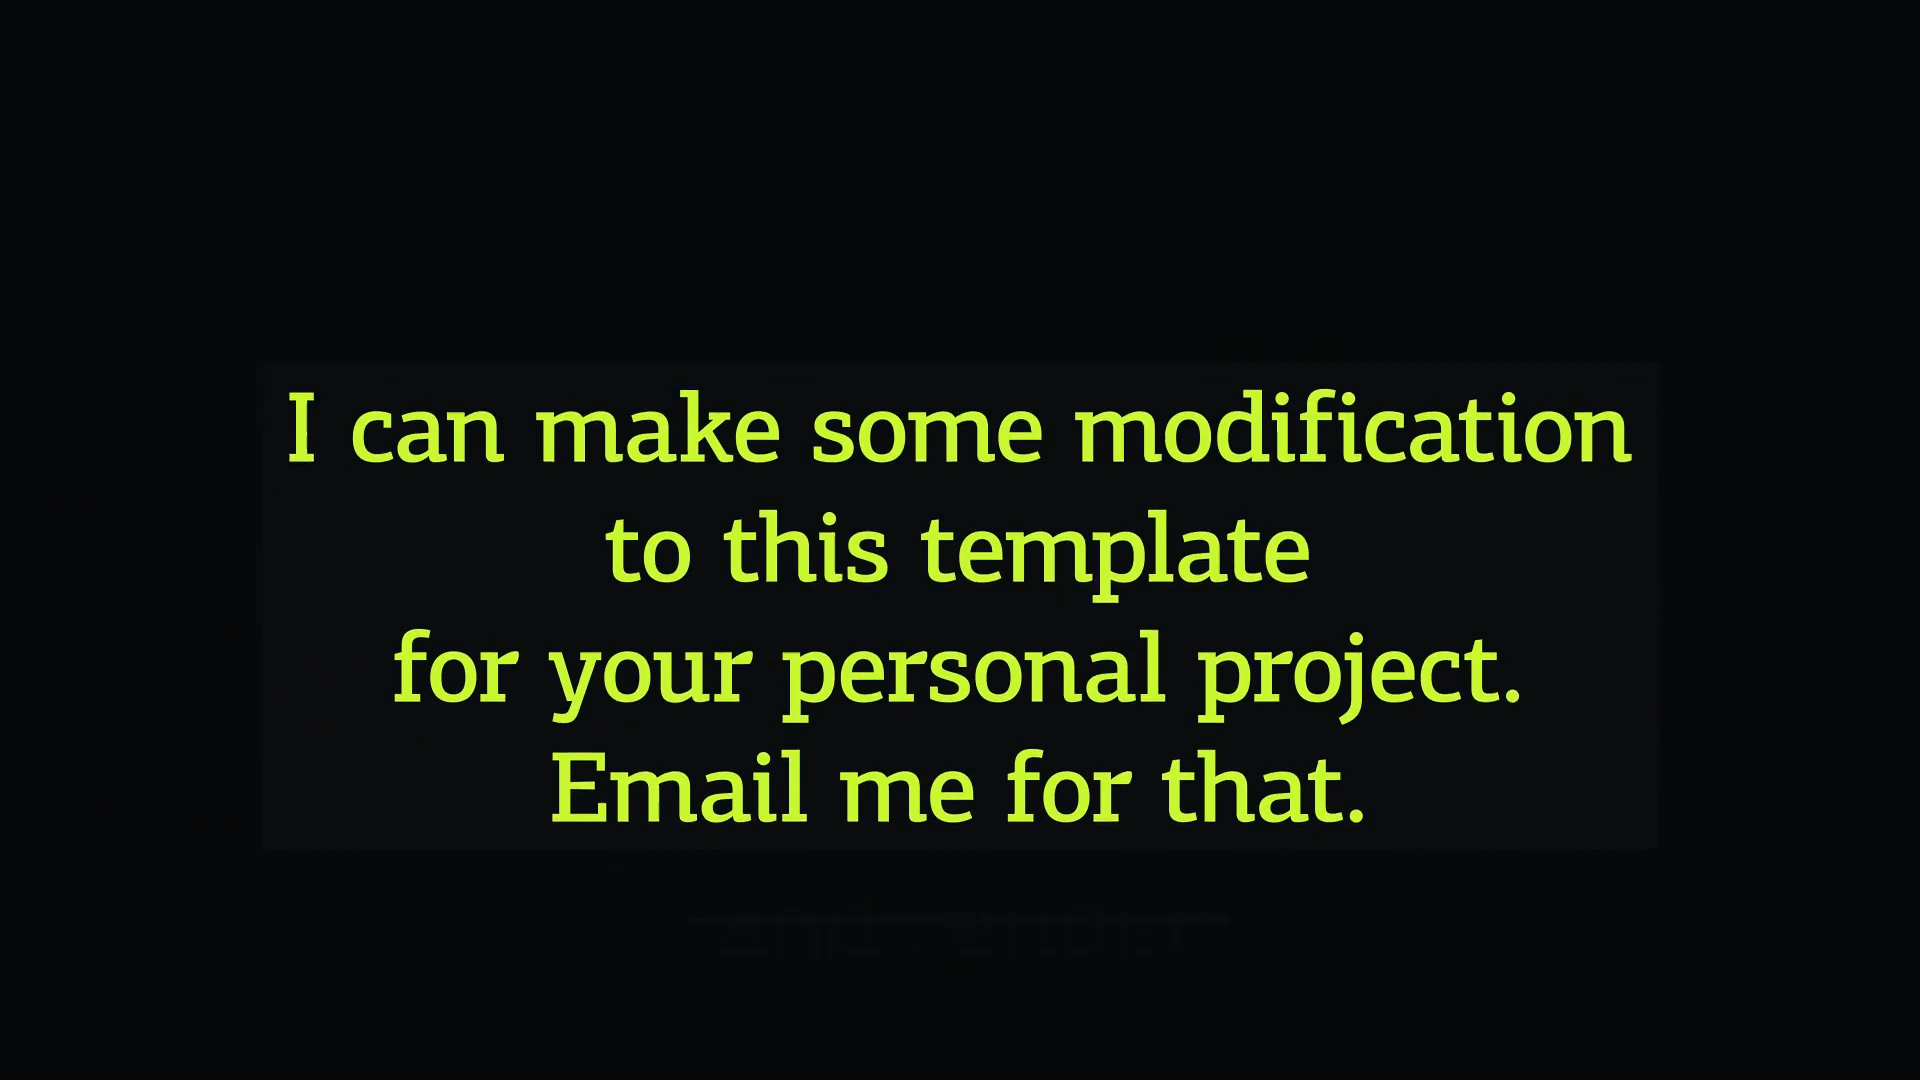 I can make some modification
to this template
for your personal project.
Email me for that.